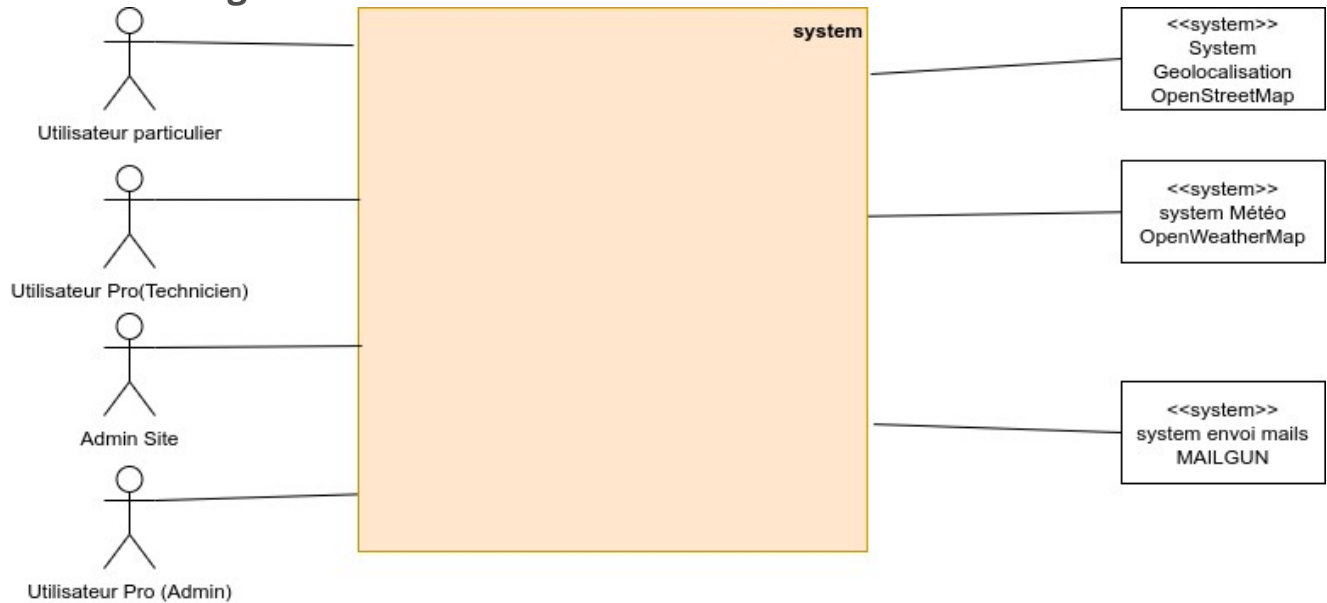 system
Utilisateur particulier
Utilisateur Pro(Technicien)
Admin Site
Utilisateur Pro (Admin)
<<system>>
System
Geolocalisation
OpenStreetMap
<<system>>
system Météo
OpenWeatherMap
<<system>>
system envoi mails
MAILGUN